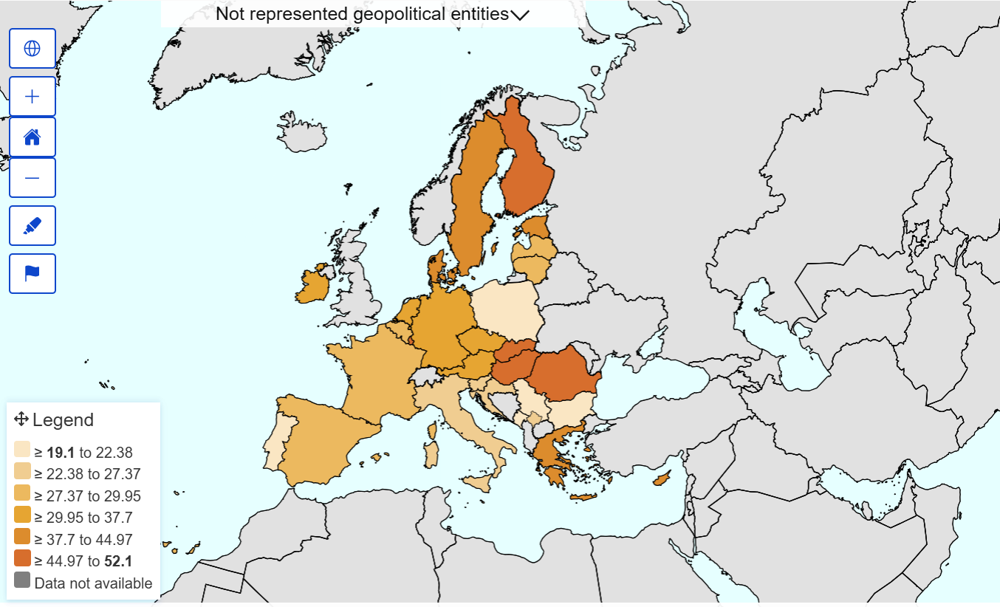 Not represented geopolitical entities
Legend
≥ 19.1 to 22.38
≥ 22.38 to 27.37
≥ 27.37 to 29.95
≥ 29.95 to 37.7
≥ 37.7 to 44.97
≥ 44.97 to 52.1
Data not available